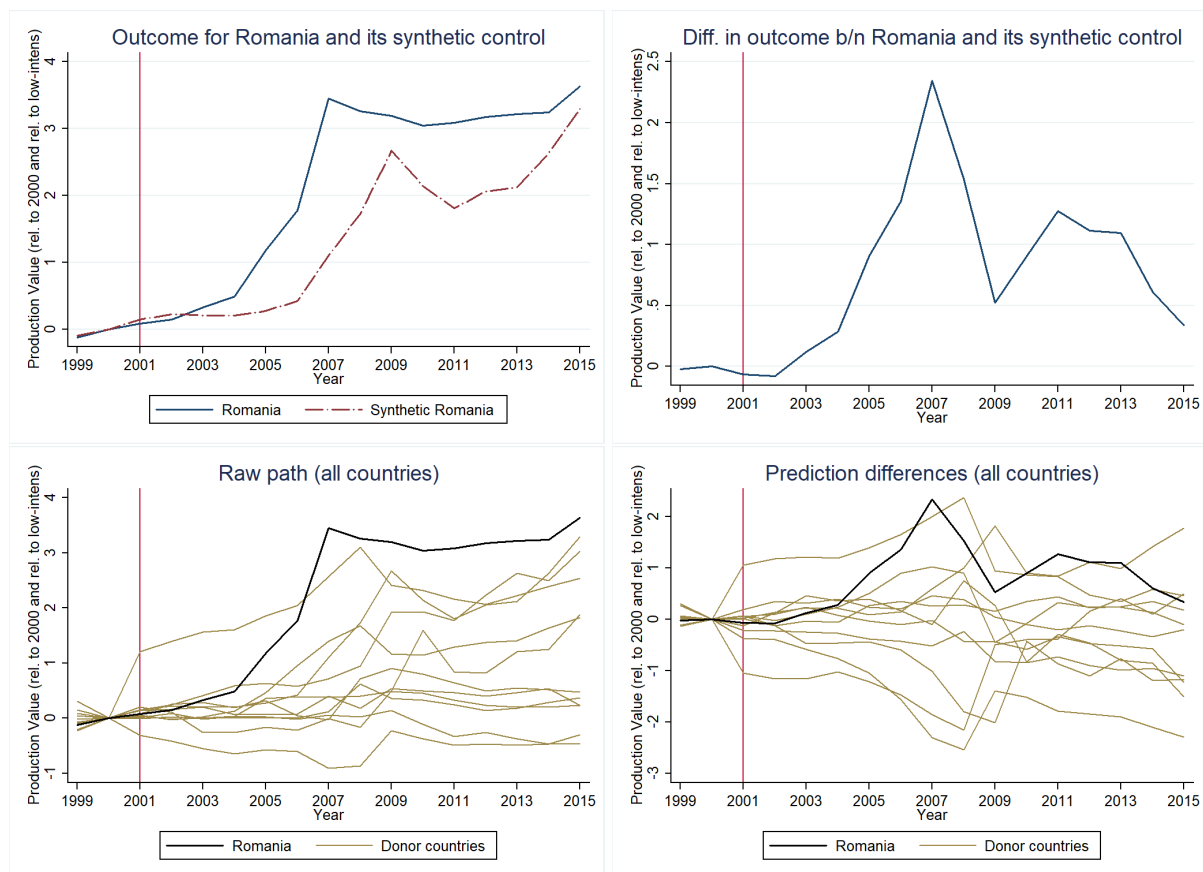 Outcome for Romania and its synthetic control
Production Value (rel. to 2000 and rel. to low-intens)
4
3
2
1
0
1999 2001 2003 2005 2007 2009 2011 2013 2015
Year
Romania Synthetic Romania
Diff. in outcome b/n Romania and its synthetic control
Production Value (rel. to 2000 and rel. to low-intens)
2.5
2
1.5
1
.5
0
1999 2001 2003 2005 2007 2009 2011 2013 2015
Year
Raw path (all countries)
Production Value (rel. to 2000 and rel. to low-intens)
4
3
2
1
0
-1
1999 2001 2003 2005 2007 2009 2011 2013 2015
Year
Romania Donor countries
Prediction differences (all countries)
Production Value (rel. to 2000 and rel. to low-intens)
2
1
0
-1
-2
-3
1999 2001 2003 2005 2007 2009 2011 2013 2015
Year
Romania Donor countries